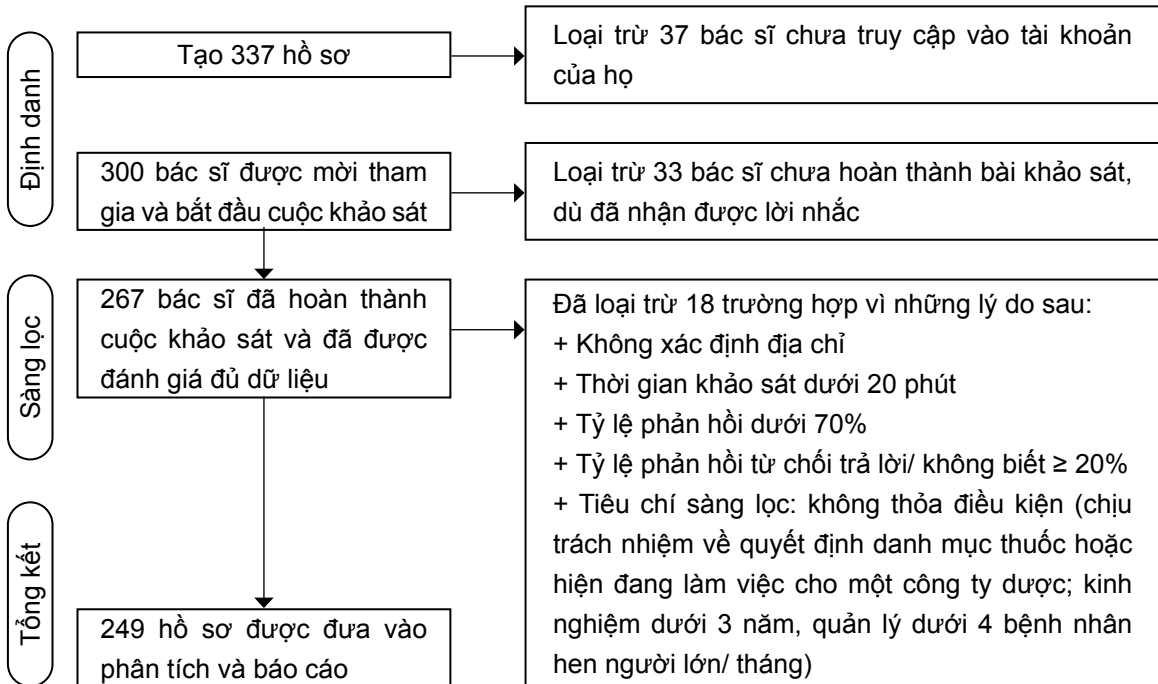 Định danh
Tạo 337 hồ sơ
Loại trừ 37 bác sĩ chưa truy cập vào tài khoản
của họ
300 bác sĩ được mời tham
gia và bắt đầu cuộc khảo sát
Loại trừ 33 bác sĩ chưa hoàn thành bài khảo sát,
dù đã nhận được lời nhắc
Sàng lọc
267 bác sĩ đã hoàn thành
cuộc khảo sát và đã được
đánh giá đủ dữ liệu
Đã loại trừ 18 trường hợp vì những lý do sau:
+ Không xác định địa chỉ
+ Thời gian khảo sát dưới 20 phút
+ Tỷ lệ phản hồi dưới 70%
+ Tỷ lệ phản hồi từ chối trả lời/ không biết ≥ 20%
+ Tiêu chí sàng lọc: không thỏa điều kiện (chịu
trách nhiệm về quyết định danh mục thuốc hoặc
hiện đang làm việc cho một công ty dược; kinh
nghiệm dưới 3 năm, quản lý dưới 4 bệnh nhân
hen người lớn/ tháng)
Tổng kết
249 hồ sơ được đưa vào
phân tích và báo cáo